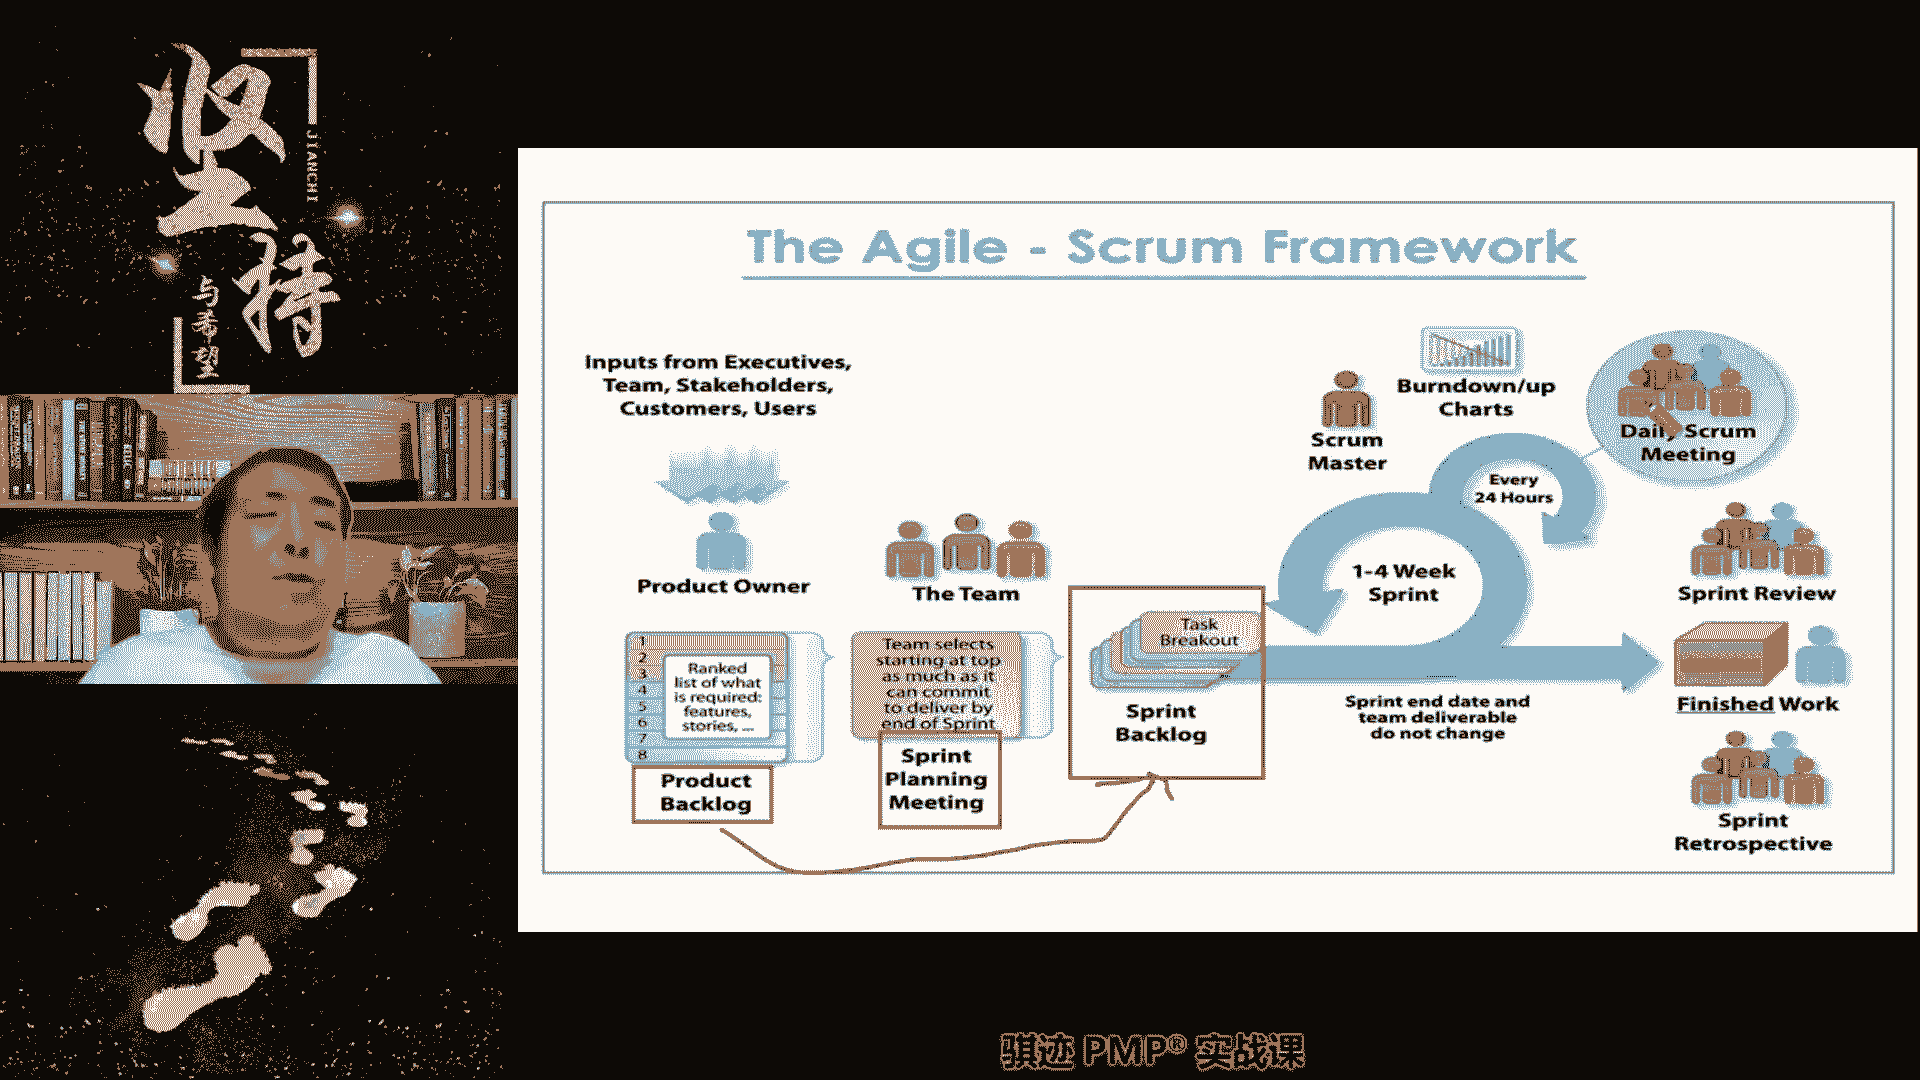 坚持
JIANCHI
与希望
The Agile - Scrum Framework
Inputs from Executives,
Team, Stakeholders,
Customers, Users
Product Owner
The Team
1
2
3
4
5
6
7
8
Ranked
list of what
is required:
features,
stories, ...
Product
Backlog
Team selects
starting at top
as much as it
can commit
to deliver by
end of Sprint
Sprint
Planning
Meeting
Task
Breakout
Sprint
Backlog
Scrum
Master
Burndown/up
Charts
Every
24 Hours
1-4 Week
Sprint
Sprint end date and
team deliverable
do not change
Daily Scrum
Meeting
Sprint Review
Finished Work
Sprint
Retrospective
骐迹 PMP® 实战课